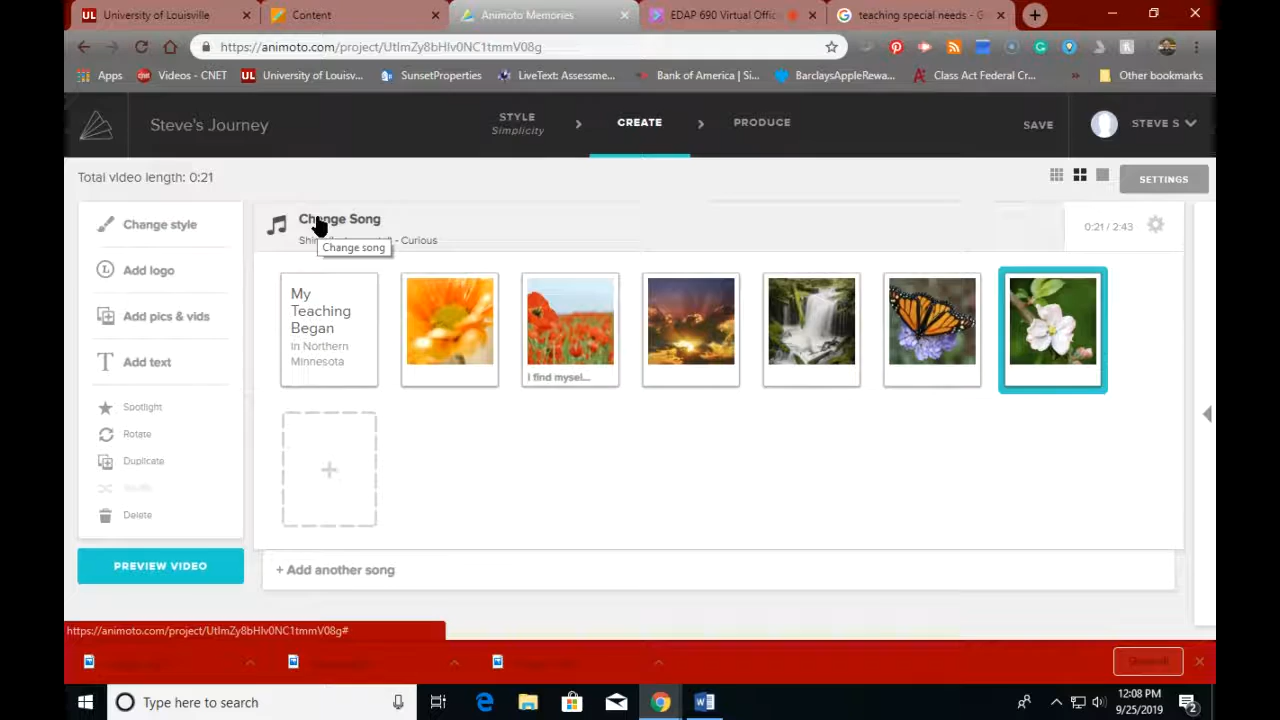 University of Louisville
Content
Animoto Memories
EDAP 690 Virtual Offic
teaching special needs - G
https://animoto.com/project/UtImZy8bHlv0NC1tmmV08g
Apps
Videos - CNET
University of Louisv...
SunsetProperties
LiveText: Assessme...
Bank of America | Si...
BarclaysAppleRewa...
Class Act Federal Cr...
»
Other bookmarks
Steve's Journey
STYLE
Simplicity
CREATE
PRODUCE
SAVE
STEVE S
Total video length: 0:21
SETTINGS
Change style
Add logo
Add pics & vids
Add text
Spotlight
Rotate
Duplicate
Delete
PREVIEW VIDEO
Change Song
- Curious
Change song
0:21 / 2:43
My
Teaching
Began
in Northern
Minnesota
I find mysel...
+ Add another song
https://animoto.com/project/UtImZy8bHlv0NC1tmmV08g#
Type here to search
12:08 PM
9/25/2019
2